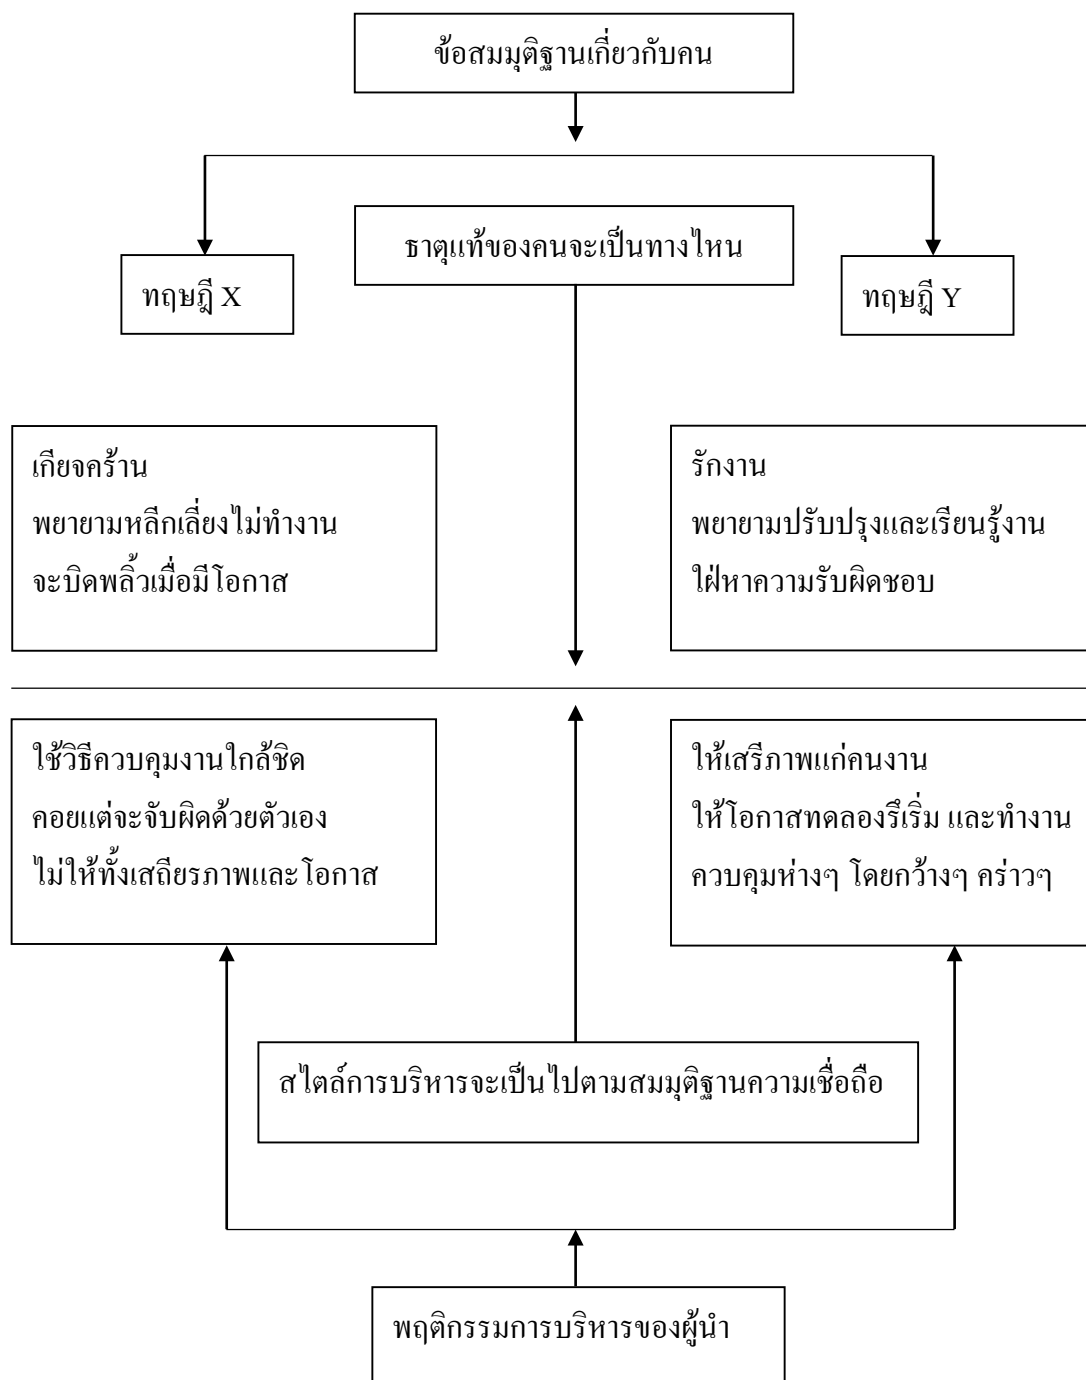 ข้อสมมุติฐานเกี่ยวกับคน
ธาตุแท้ของคนจะเป็นทางไหน
ทฤษฎี X
ทฤษฎี Y
เกียจคร้าน
พยายามหลีกเลี่ยงไม่ทำงาน
จะบิดพลิ้วเมื่อมีโอกาส
รักงาน
พยายามปรับปรุงและเรียนรู้งาน
ใฝ่หาความรับผิดชอบ
ใช้วิธีควบคุมงานใกล้ชิด
คอยแต่จะจับผิดด้วยตัวเอง
ไม่ให้ทั้งเสถียรภาพและโอกาส
ให้เสรีภาพแก่คนงาน
ให้โอกาสทดลองริเริ่ม และทำงาน
ควบคุมห่างๆ โดยกว้างๆ คร่าวๆ
สไตล์การบริหารจะเป็นไปตามสมมุติฐานความเชื่อถือ
พฤติกรรมการบริหารของผู้นำ